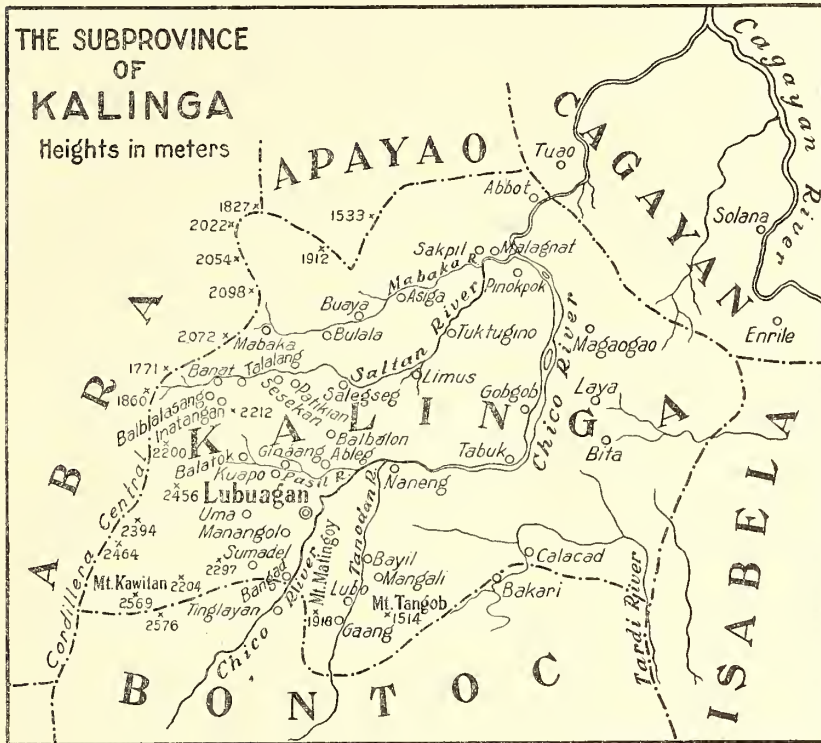 THE SUBPROVINCE
OF
KALINGA
Heights in meters
APAYAO
CAGAYAN
Cagayan River
Tuao
Abbot
Solana
1827
2022
1533
2054
1912
Sakpil
Malagnat
Mabaka R.
Pinokpok
2098
Buaya
Asiga
Enrile
2072
Mabaka
Bulala
Saltan River
Tuktugino
Magaogao
Chico River
1771
Banat
Talalang
1860
Patikian
Sesekan
Salegseg
Limus
Gobgob
Laya
Balblalasang
Inatangan
2212
KALINGA
Balbalon
Bita
2200
Balatok
Ginaang
Ableg
Tabuk
Kuapo
Pasil R.
Naneng
2456
Lubuagan
Uma
Tanodan R.
2394
Manangolo
2464
Sumadel
Bayil
Calacad
2297
Mt. Kawitan
2204
Bangad
Chico River
Mt. Malingoy
Mangali
Bakari
2569
Lubo
Mt. Tangob
2576
Tinglayan
1918
1514
Gaang
Tardi River
ABRA
Cordillera Central
BONTOC
ISABELA